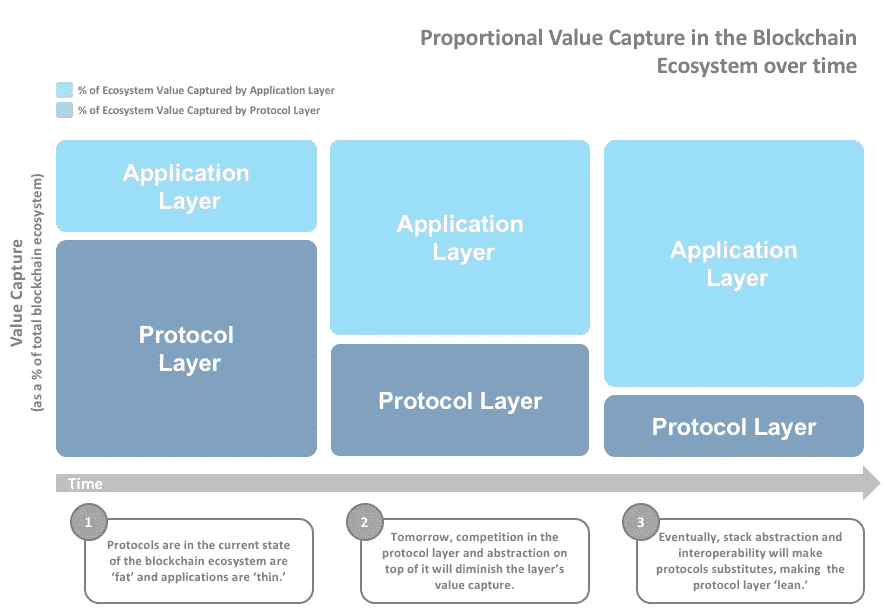 Proportional Value Capture in the Blockchain
Ecosystem over time
% of Ecosystem Value Captured by Application Layer
% of Ecosystem Value Captured by Protocol Layer
Value Capture
(as a % of total blockchain ecosystem)
Application
Layer
Protocol
Layer
Application
Layer
Protocol Layer
Application
Layer
Protocol Layer
Time
1
Protocols are in the current state
of the blockchain ecosystem are
‘fat’ and applications are ‘thin.’
2
Tomorrow, competition in the
protocol layer and abstraction on
top of it will diminish the layer’s
value capture.
3
Eventually, stack abstraction and
interoperability will make
protocols substitutes, making the
protocol layer ‘lean.’